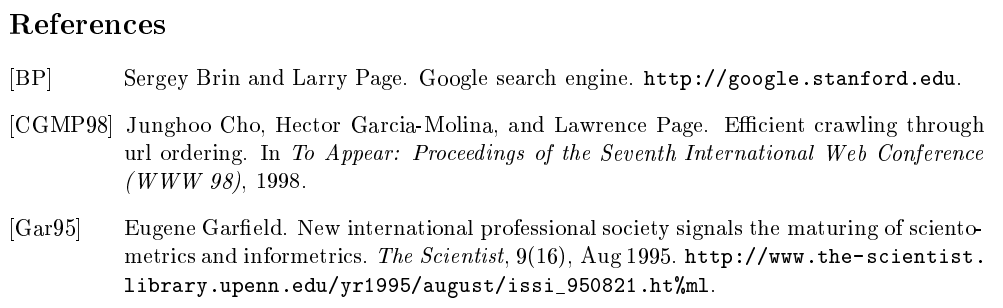 References
[BP] Sergey Brin and Larry Page. Google search engine. http://google.stanford.edu.
[CGMP98] Junghoo Cho, Hector Garcia-Molina, and Lawrence Page. Efficient crawling through
url ordering. In To Appear: Proceedings of the Seventh International Web Conference
(WWW 98), 1998.
[Gar95] Eugene Garfield. New international professional society signals the maturing of sciento-
metrics and informetrics. The Scientist, 9(16), Aug 1995. http://www.the-scientist.
library.upenn.edu/yr1995/august/issi_950821.ht%ml.